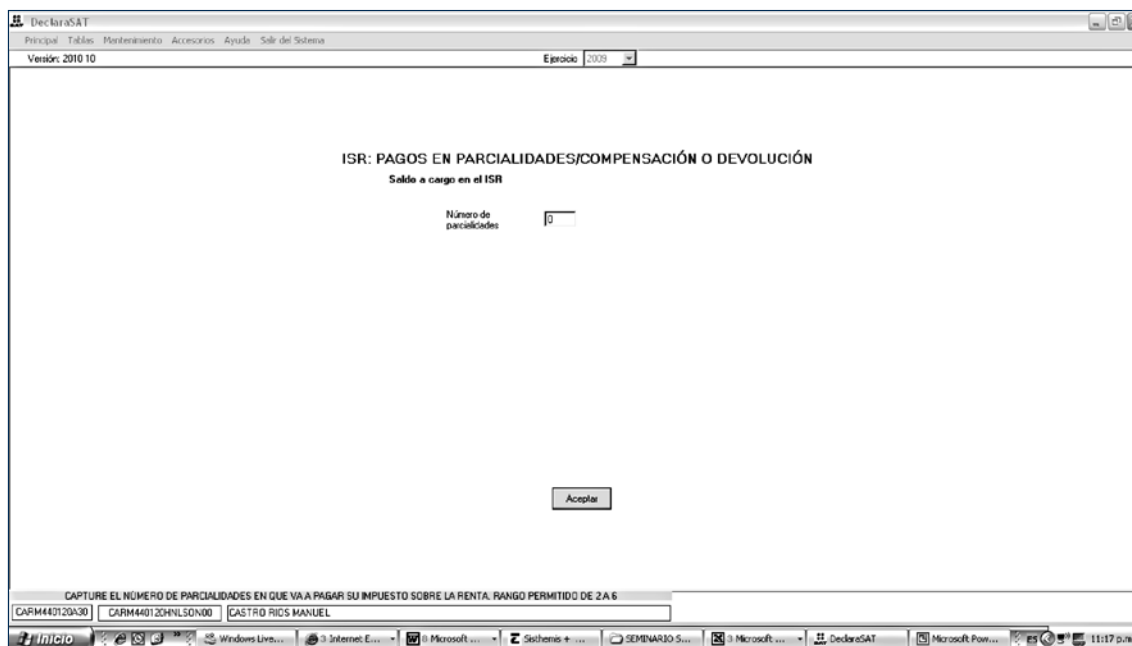 DeclaraSAT
Principal Tablas Mantenimiento Accesorios Ayuda Salir del Sistema
Versión: 2010 10 Ejercicio 2009
ISR: PAGOS EN PARCIALIDADES/COMPENSACIÓN O DEVOLUCIÓN
Saldo a cargo en el ISR
Número de
parcialidades 0
Aceptar
CAPTURE EL NÚMERO DE PARCIALIDADES EN QUE VA A PAGAR SU IMPUESTO SOBRE LA RENTA. RANGO PERMITIDO DE 2 A 6
CARM440120A30 CARM440120HNLSON00 CASTRO RIOS MANUEL
Inicio Windows Live... 3 Internet E... 8 Microsoft ... Sisthemis + ... SEMINARIO S... 3 Microsoft ... DeclaraSAT Microsoft Pow... ES 11:17 p.m